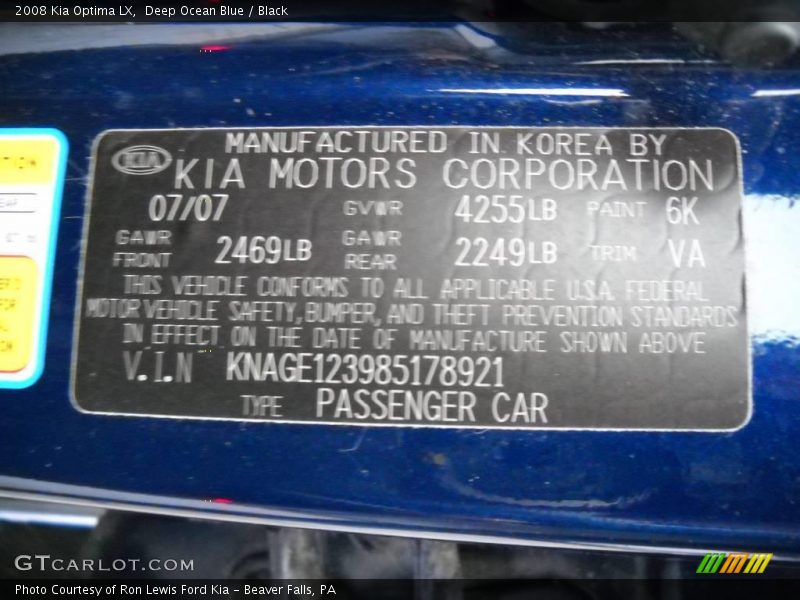 2008 Kia Optima LX, Deep Ocean Blue / Black
KIA
MANUFACTURED IN KOREA BY
KIA MOTORS CORPORATION
07/07 GVWR 4255LB PAINT 6K
GAWR FRONT 2469LB GAWR REAR 2249LB TRIM VA
THIS VEHICLE CONFORMS TO ALL APPLICABLE U.S.A. FEDERAL
MOTOR VEHICLE SAFETY, BUMPER, AND THEFT PREVENTION STANDARDS
IN EFFECT ON THE DATE OF MANUFACTURE SHOWN ABOVE
V.I.N KNAGE123985178921
TYPE PASSENGER CAR
GTCARLOT.COM
Photo Courtesy of Ron Lewis Ford Kia - Beaver Falls, PA